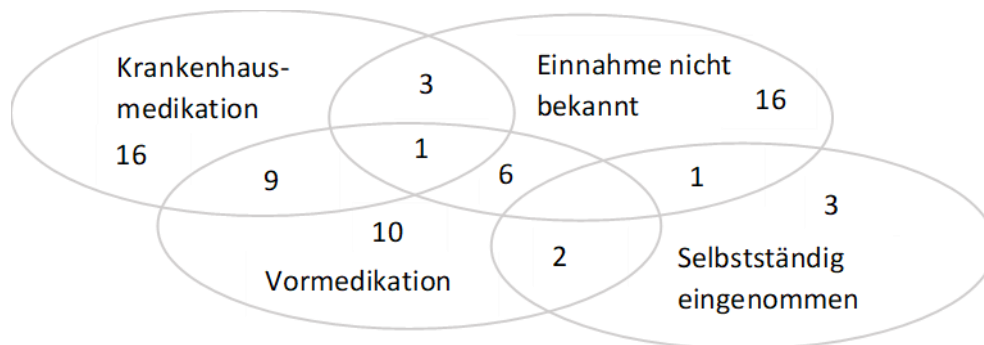 Krankenhaus-
medikation
16
3
Einnahme nicht
bekannt
16
1
9
6
1
3
10
2
Vormedikation
Selbstständig
eingenommen